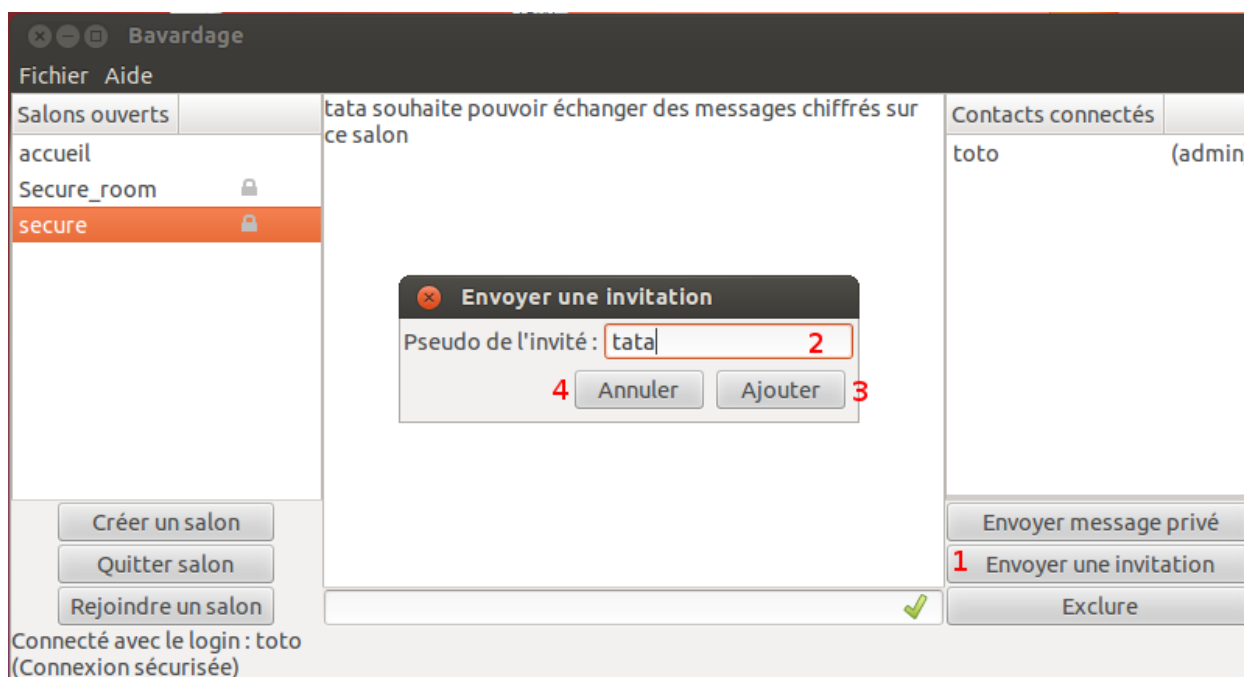 Bavardage
Fichier Aide
Salons ouverts
accueil
Secure_room
secure
tata souhaite pouvoir échanger des messages chiffrés sur
ce salon
Contacts connectés
toto (admin
Envoyer une invitation
Pseudo de l'invité : tata 2
4 Annuler Ajouter 3
Créer un salon
Quitter salon
Rejoindre un salon
Envoyer message privé
1 Envoyer une invitation
Exclure
Connecté avec le login : toto
(Connexion sécurisée)